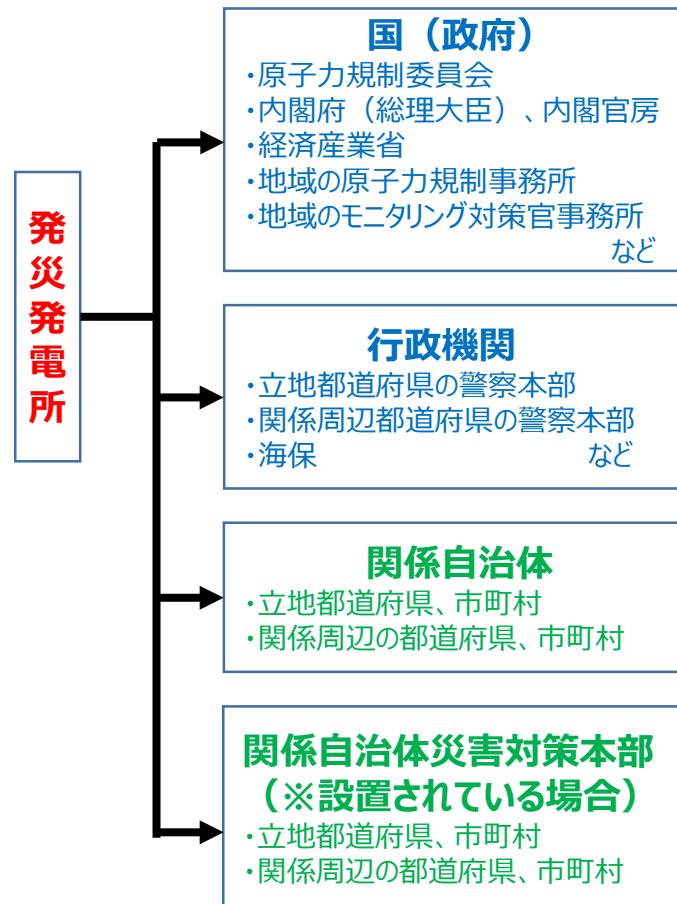 発災発電所
国（政府）
・原子力規制委員会
・内閣府（総理大臣）、内閣官房
・経済産業省
・地域の原子力規制事務所
・地域のモニタリング対策官事務所
など
行政機関
・立地都道府県の警察本部
・関係周辺都道府県の警察本部
・海保 など
関係自治体
・立地都道府県、市町村
・関係周辺の都道府県、市町村
関係自治体災害対策本部
（※設置されている場合）
・立地都道府県、市町村
・関係周辺の都道府県、市町村